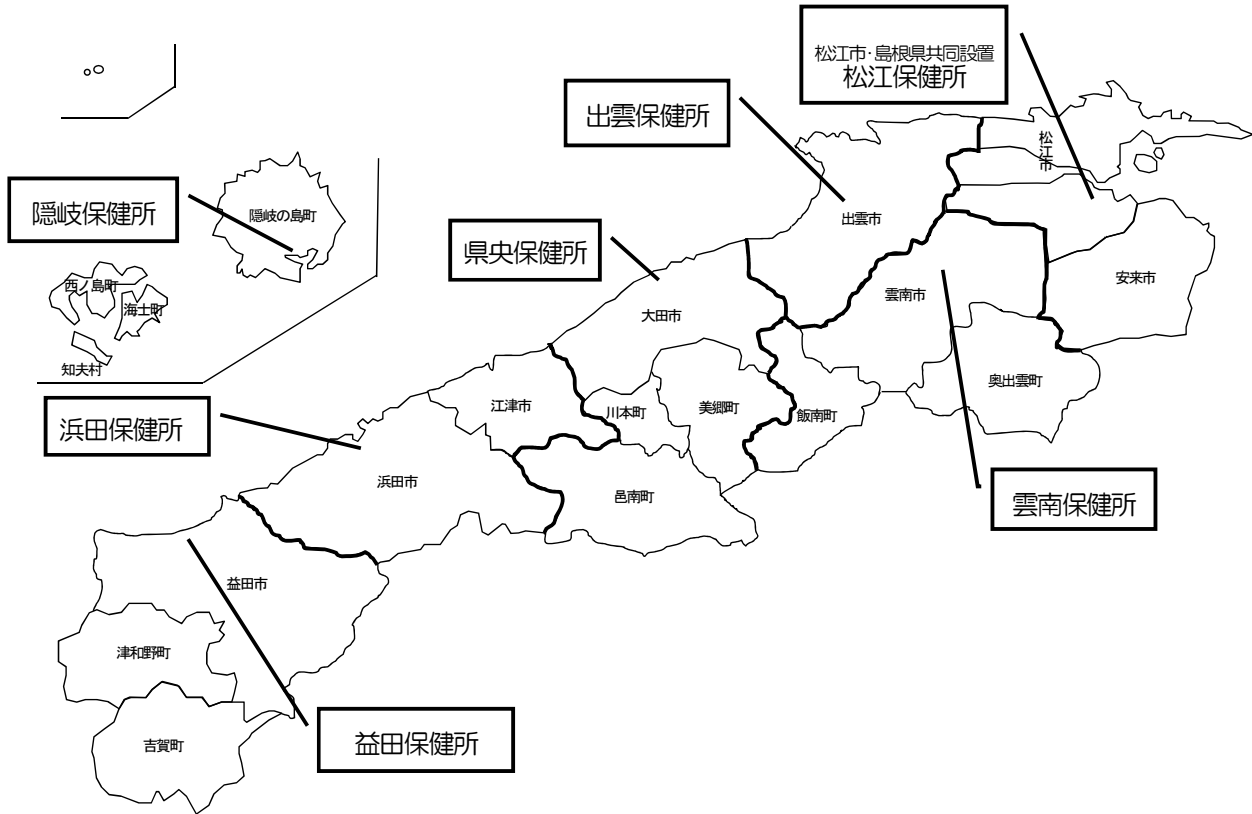 松江市・島根県共同設置
松江保健所
出雲保健所
松江市
隠岐保健所
隠岐の島町
出雲市
県央保健所
西ノ島町
海士町
雲南市
安来市
大田市
知夫村
奥出雲町
江津市
川本町
美郷町
飯南町
浜田保健所
浜田市
邑南町
雲南保健所
益田市
津和野町
益田保健所
吉賀町